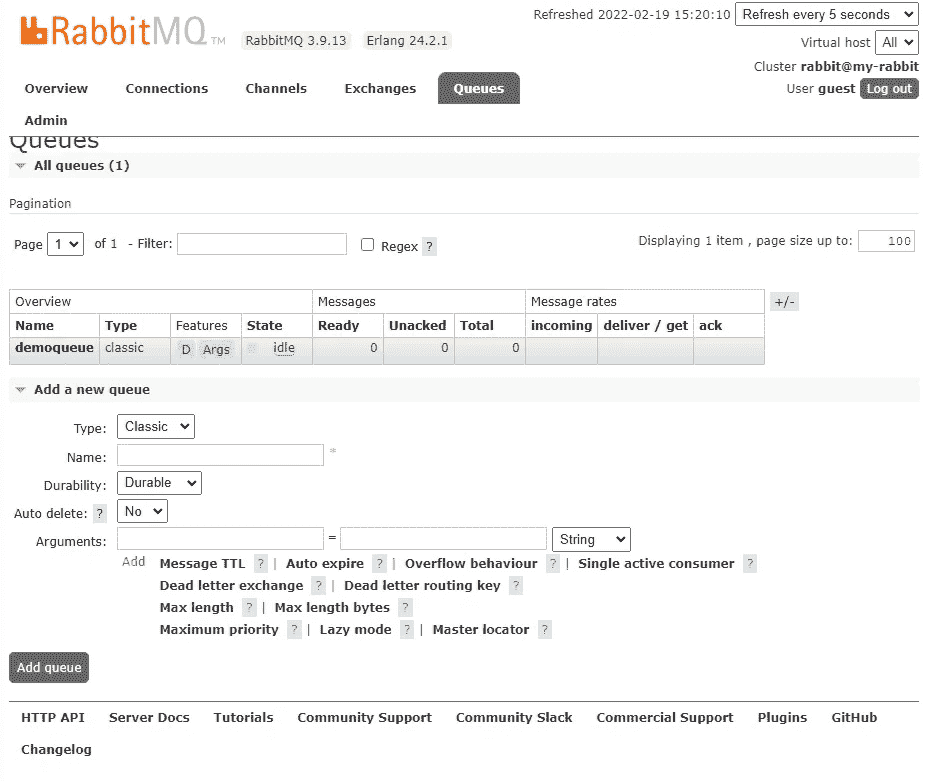 RabbitMQ TM RabbitMQ 3.9.13 Erlang 24.2.1
Refreshed 2022-02-19 15:20:10 Refresh every 5 seconds
Virtual host All
Cluster rabbit@my-rabbit
User guest Log out
Overview Connections Channels Exchanges Queues
Admin
Queues
All queues (1)
Pagination
Page 1 of 1 - Filter: Regex ? Displaying 1 item , page size up to: 100
Overview Messages Message rates +/-
Name Type Features State Ready Unacked Total incoming deliver / get ack
demoqueue classic D Args idle 0 0 0
Add a new queue
Type: Classic
Name: *
Durability: Durable
Auto delete: ? No
Arguments: = String
Add Message TTL ? | Auto expire ? | Overflow behaviour ? | Single active consumer ?
Dead letter exchange ? | Dead letter routing key ?
Max length ? | Max length bytes ?
Maximum priority ? | Lazy mode ? | Master locator ?
Add queue
HTTP API Server Docs Tutorials Community Support Community Slack Commercial Support Plugins GitHub
Changelog